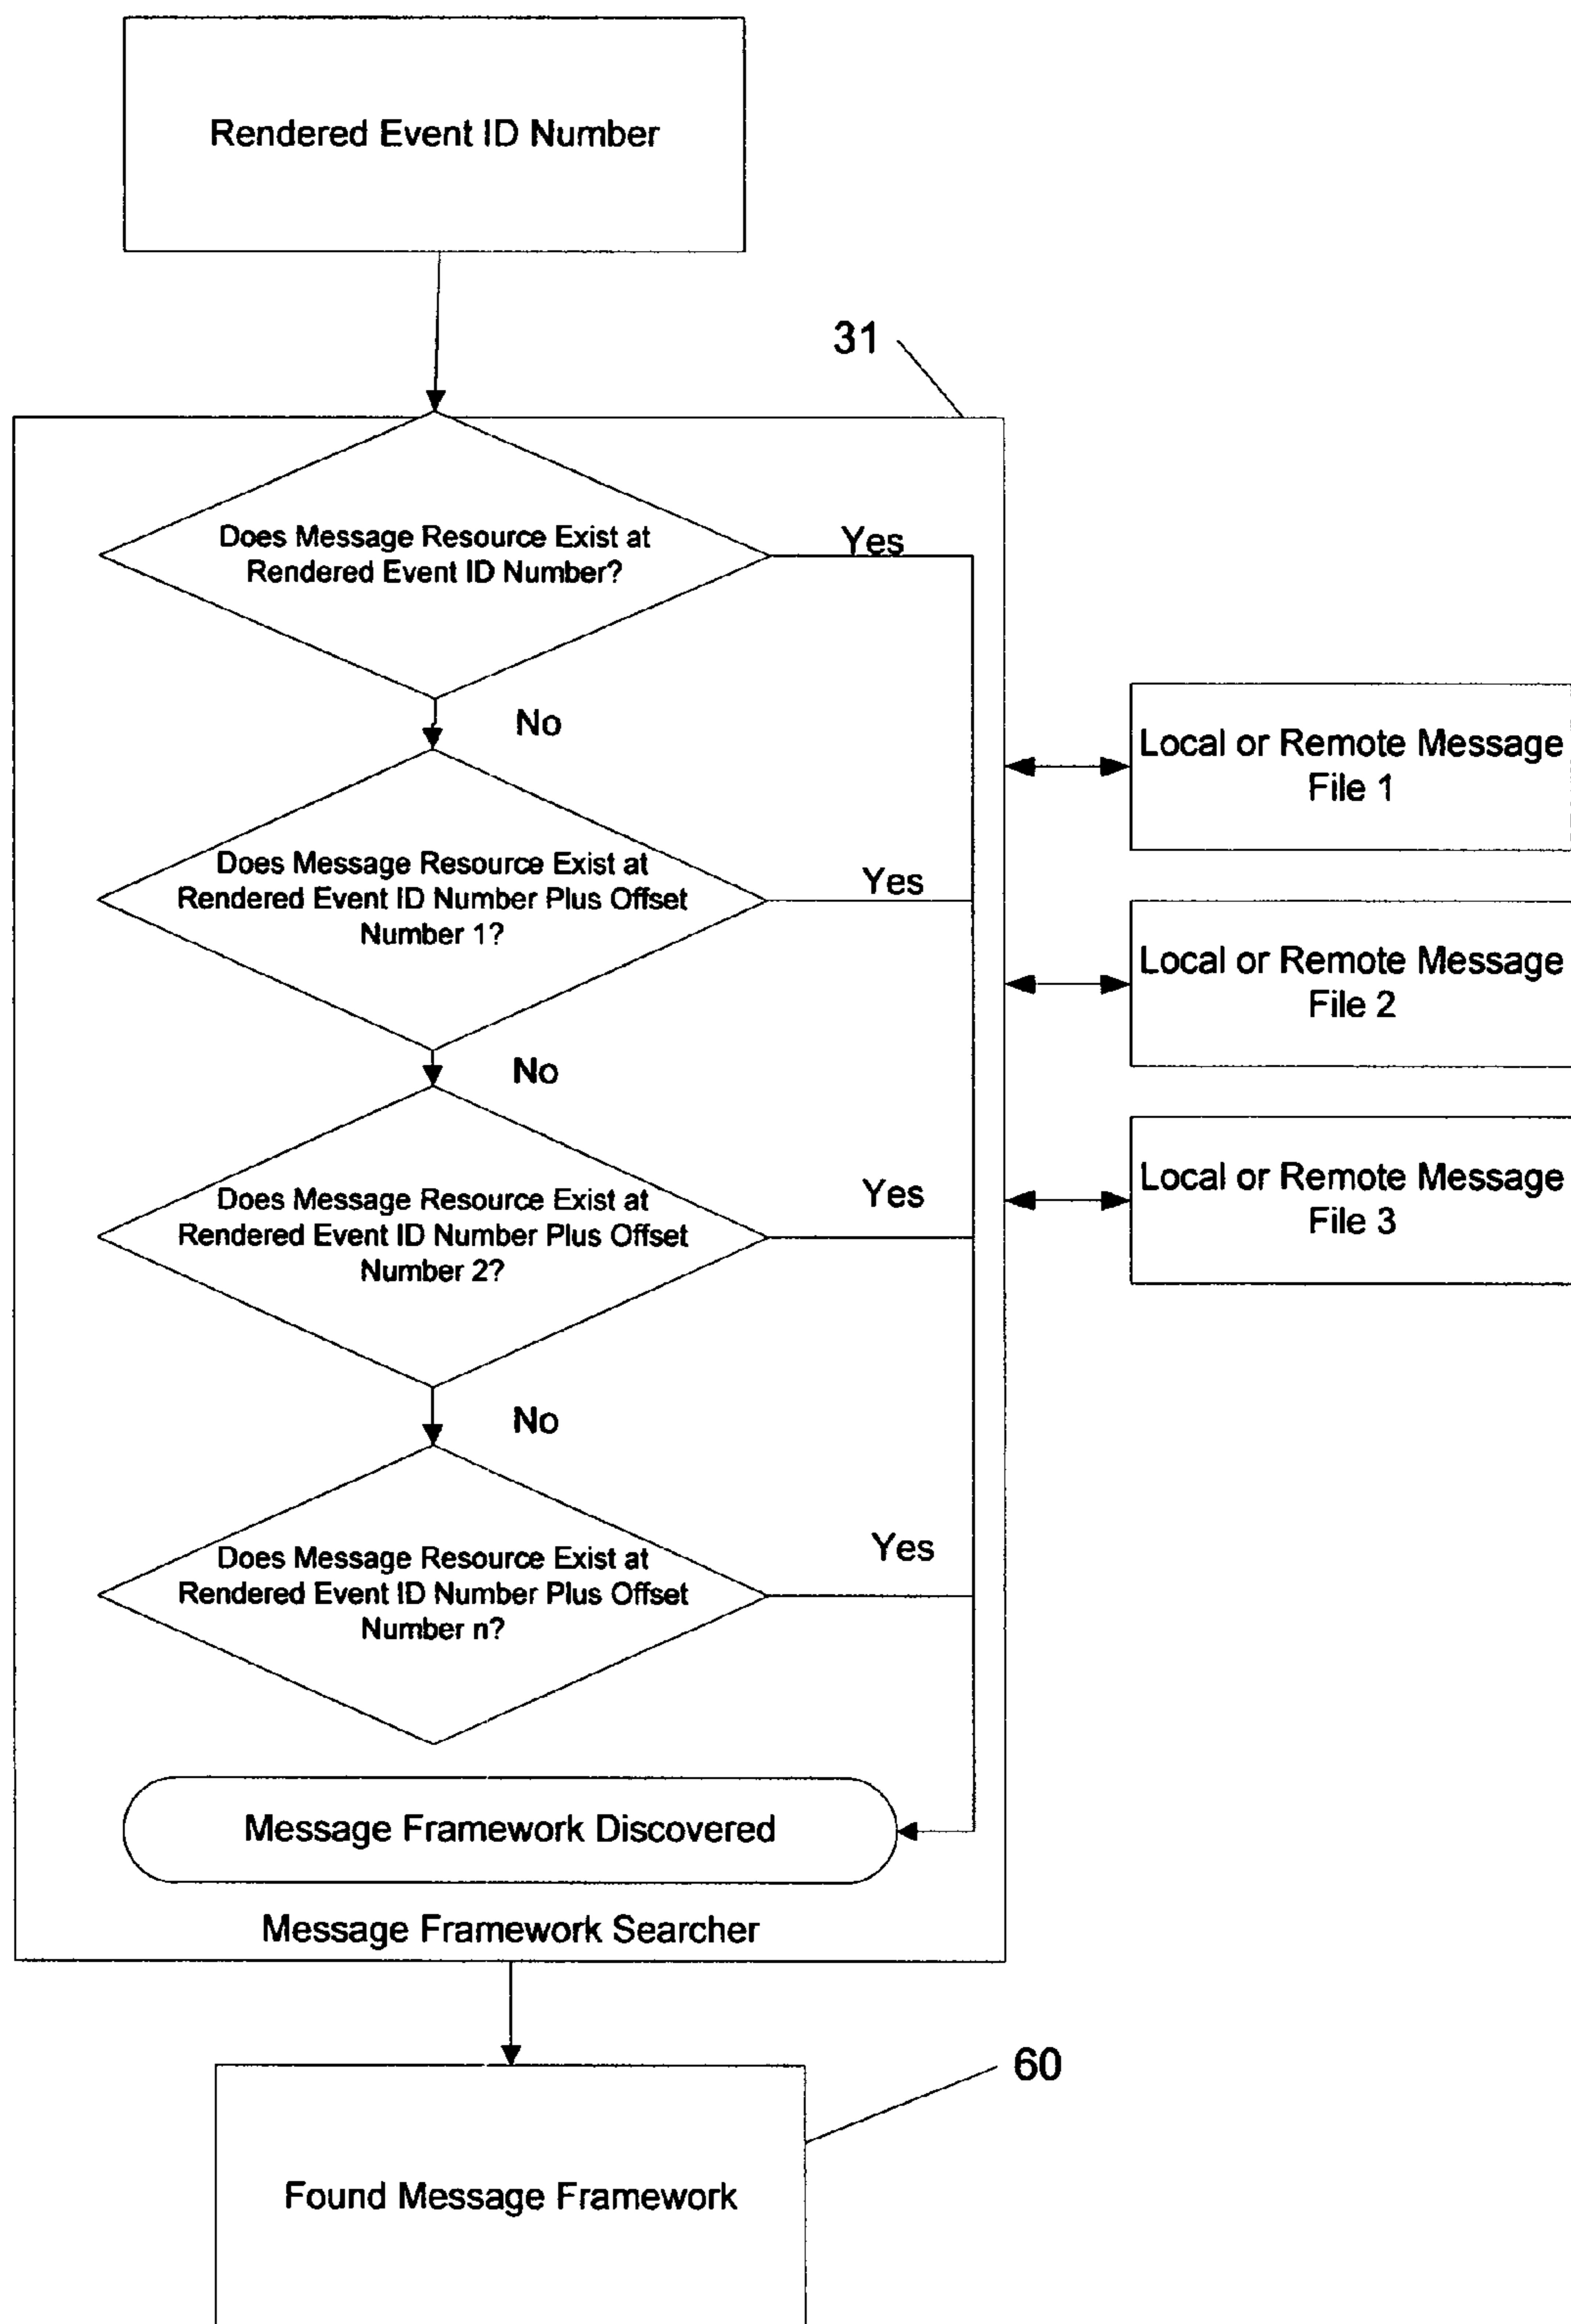 Rendered Event ID Number
31
Does Message Resource Exist at
Rendered Event ID Number?
Yes
No
Does Message Resource Exist at
Rendered Event ID Number Plus Offset
Number 1?
Yes
No
Does Message Resource Exist at
Rendered Event ID Number Plus Offset
Number 2?
Yes
No
Does Message Resource Exist at
Rendered Event ID Number Plus Offset
Number n?
Yes
Message Framework Discovered
Message Framework Searcher
Local or Remote Message
File 1
Local or Remote Message
File 2
Local or Remote Message
File 3
60
Found Message Framework